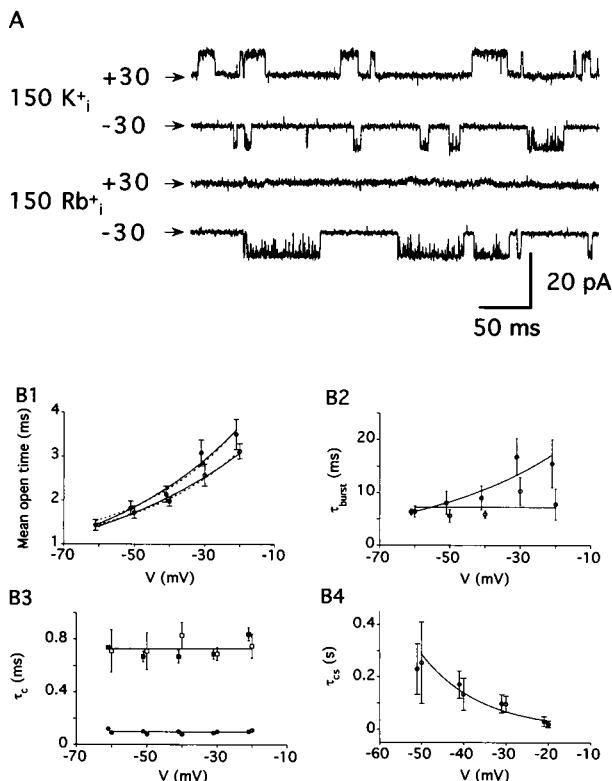 A
+30
150 K⁺ᵢ
-30
+30
150 Rb⁺ᵢ
-30
20 pA
50 ms
B1
Mean open time (ms)
4
3
2
1
-70 -50 -30 -10
V (mV)
B2
τburst (ms)
20
10
0
-70 -50 -30 -10
V (mV)
B3
τc (ms)
0.8
0.4
0
-70 -50 -30 -10
V (mV)
B4
τcs (s)
0.4
0.2
0
-60 -50 -40 -30 -20 -10
V (mV)